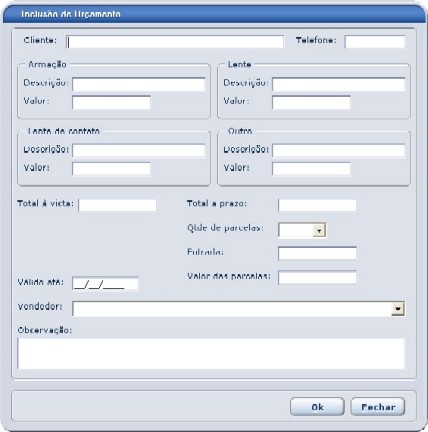 Inclusão de Orçamento
Cliente: Telefone:
Armação Lente
Descrição: Descrição:
Valor: Valor:
Lente de contato Outro
Descrição: Descrição:
Valor: Valor:
Total à vista: Total a prazo:
Qtde de parcelas:
Entrada:
Válido até: __/__/____ Valor das parcelas:
Vendedor:
Observação:
Ok Fechar